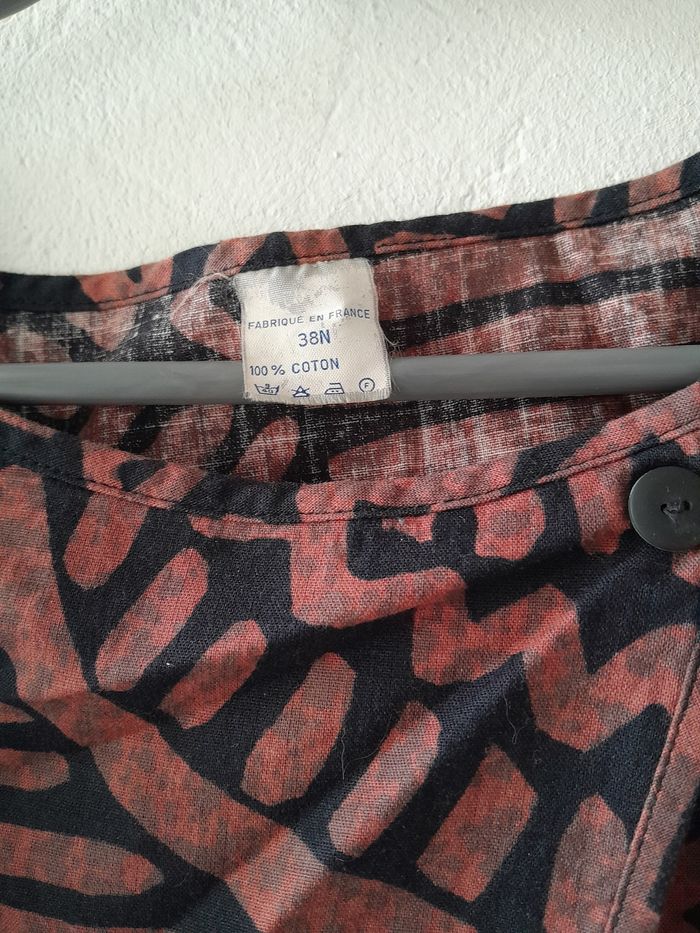 FABRIQUE EN FRANCE
38N
100 % COTON
F